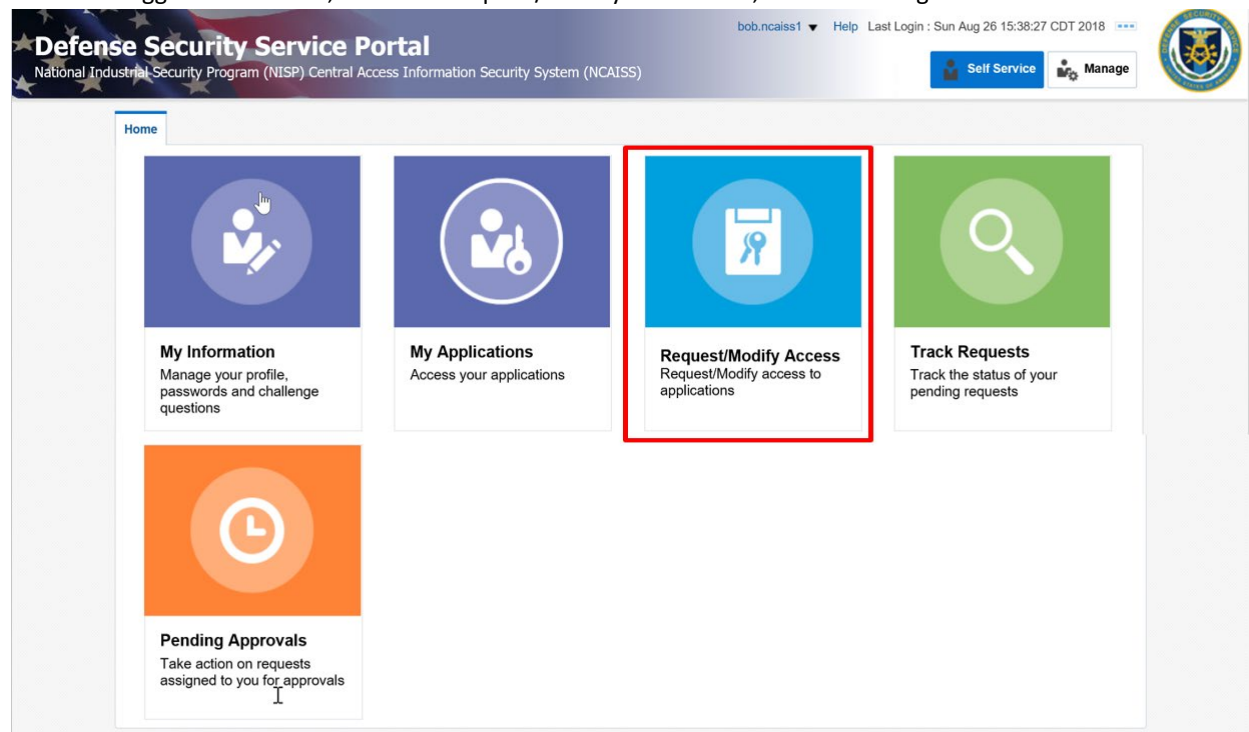 bob.ncaiss1 Help Last Login : Sun Aug 26 15:38:27 CDT 2018
Defense Security Service Portal
National Industrial Security Program (NISP) Central Access Information Security System (NCAISS)
Self Service Manage
Home
My Information
Manage your profile,
passwords and challenge
questions
My Applications
Access your applications
Request/Modify Access
Request/Modify access to
applications
Track Requests
Track the status of your
pending requests
Pending Approvals
Take action on requests
assigned to you for approvals